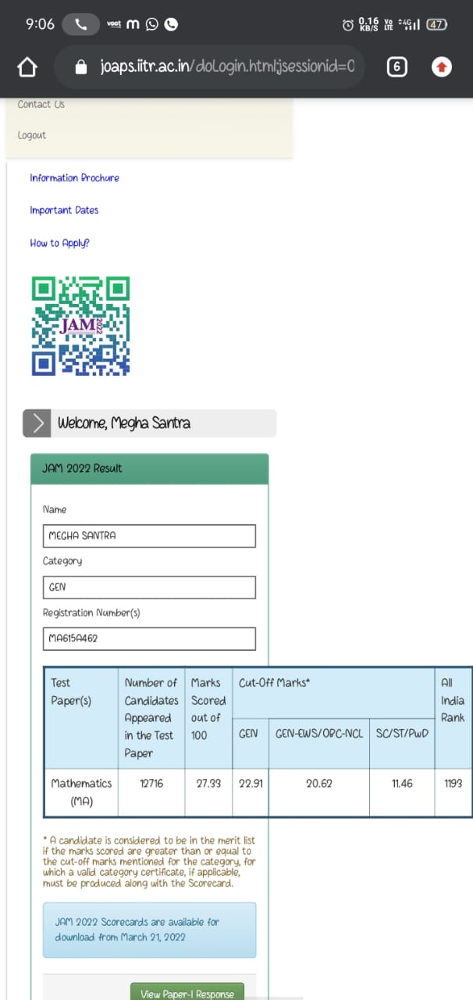 9:06 voot m 0.16 KB/S Vo LTE 4G 47
joaps.iitr.ac.in/doLogin.html;jsessionid=0 6
Contact Us
Logout
Information Brochure
Important Dates
How to Apply?
JAM 2022
Welcome, Megha Santra
JAM 2022 Result
Name
MEGHA SANTRA
Category
GEN
Registration Number(s)
MA615A462
Test Paper(s) Number of Candidates Appeared in the Test Paper Marks Scored out of 100 Cut-Off Marks* All India Rank
GEN GEN-EWS/OBC-NCL SC/ST/PwD
Mathematics (MA) 12716 27.33 22.91 20.62 11.46 1193
* A candidate is considered to be in the merit list
if the marks scored are greater than or equal to
the cut-off marks mentioned for the category, for
which a valid category certificate, if applicable,
must be produced along with the Scorecard.
JAM 2022 Scorecards are available for
download from March 21, 2022
View Paper-I Response